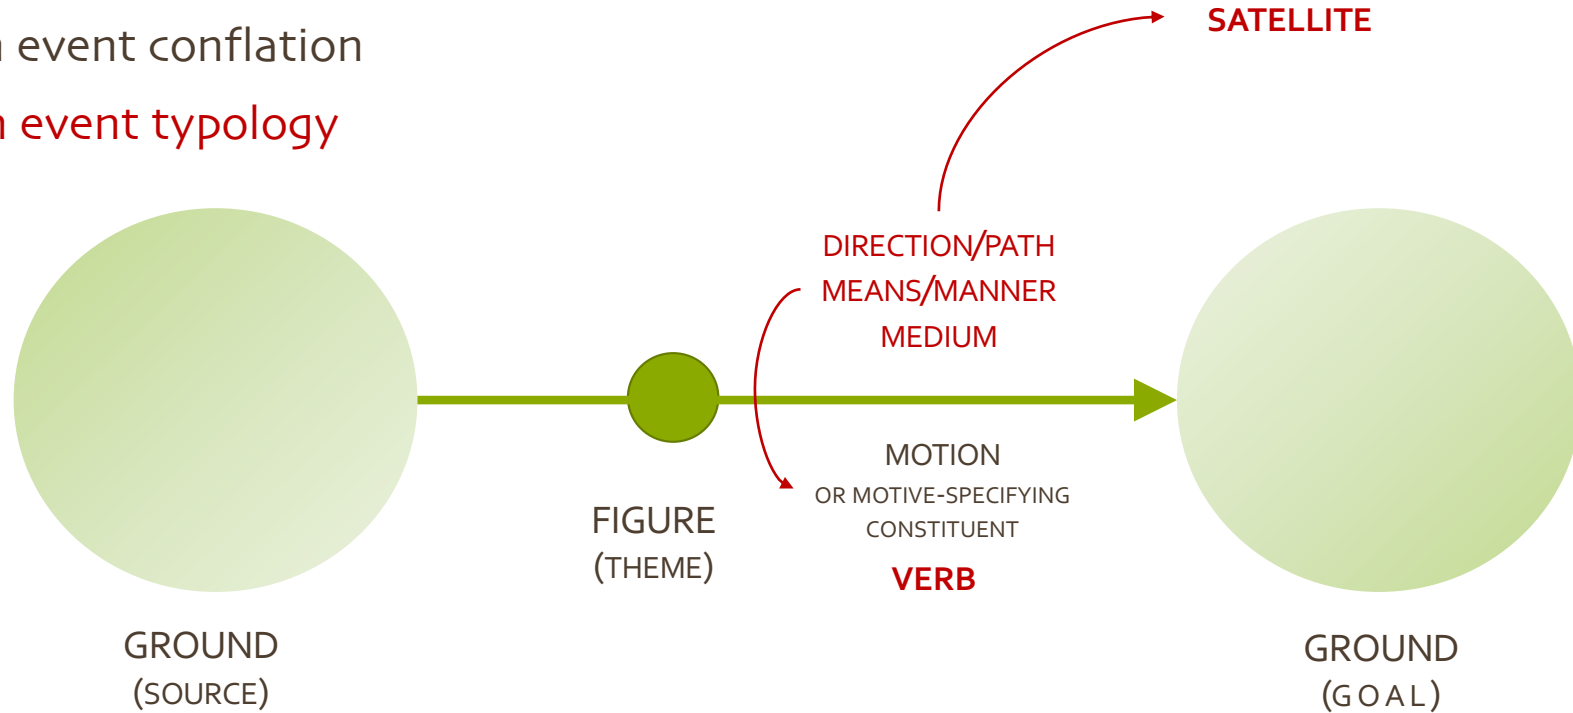 event conflation
event typology
SATELLITE
DIRECTION/PATH
MEANS/MANNER
MEDIUM
MOTION
OR MOTIVE-SPECIFYING
CONSTITUENT
VERB
FIGURE
(THEME)
GROUND
(SOURCE)
GROUND
(GOAL)